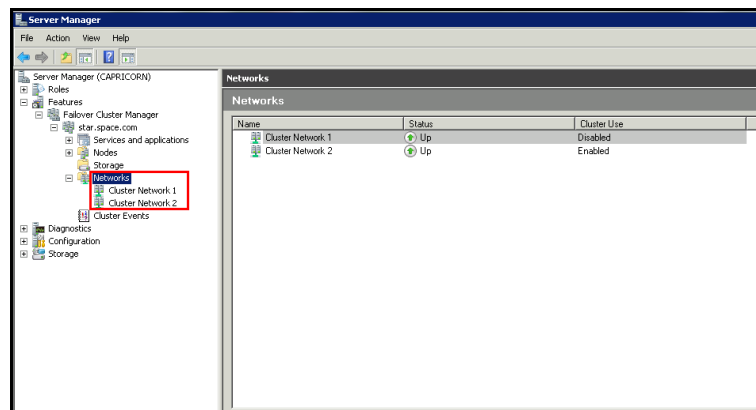 Server Manager
File Action View Help
Server Manager (CAPRICORN)
Roles
Features
Failover Cluster Manager
star.space.com
Services and applications
Nodes
Storage
Networks
Cluster Network 1
Cluster Network 2
Cluster Events
Diagnostics
Configuration
Storage
Networks
Networks
Name Status Cluster Use
Cluster Network 1 Up Disabled
Cluster Network 2 Up Enabled